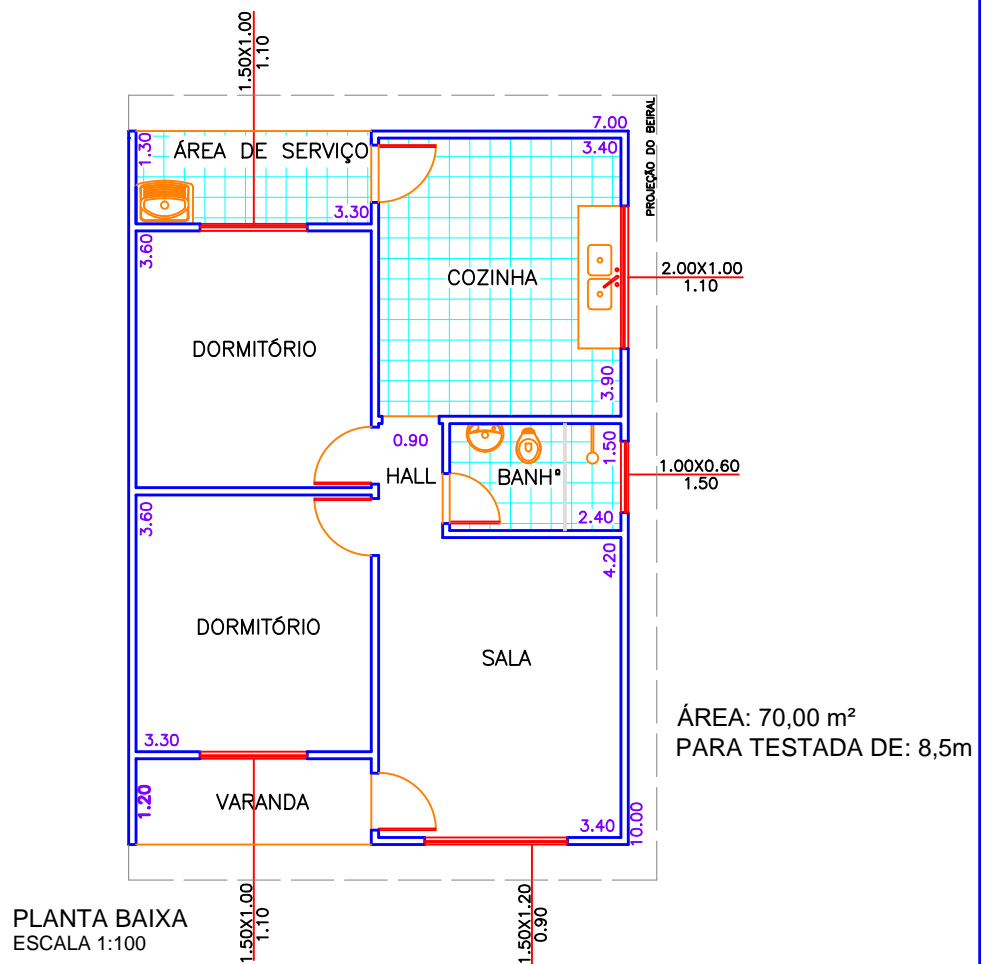 1.50X1.00
1.10
7.00
PROJEÇÃO DO BEIRAL
1.30
ÁREA DE SERVIÇO
3.40
3.30
3.60
COZINHA
2.00X1.00
1.10
DORMITÓRIO
3.90
0.90
HALL
BANHº
1.50
1.00X0.60
1.50
2.40
3.60
4.20
DORMITÓRIO
SALA
3.30
ÁREA: 70,00 m²
PARA TESTADA DE: 8,5m
1.20
VARANDA
3.40
10.00
1.50X1.00
1.10
1.50X1.20
0.90
PLANTA BAIXA
ESCALA 1:100